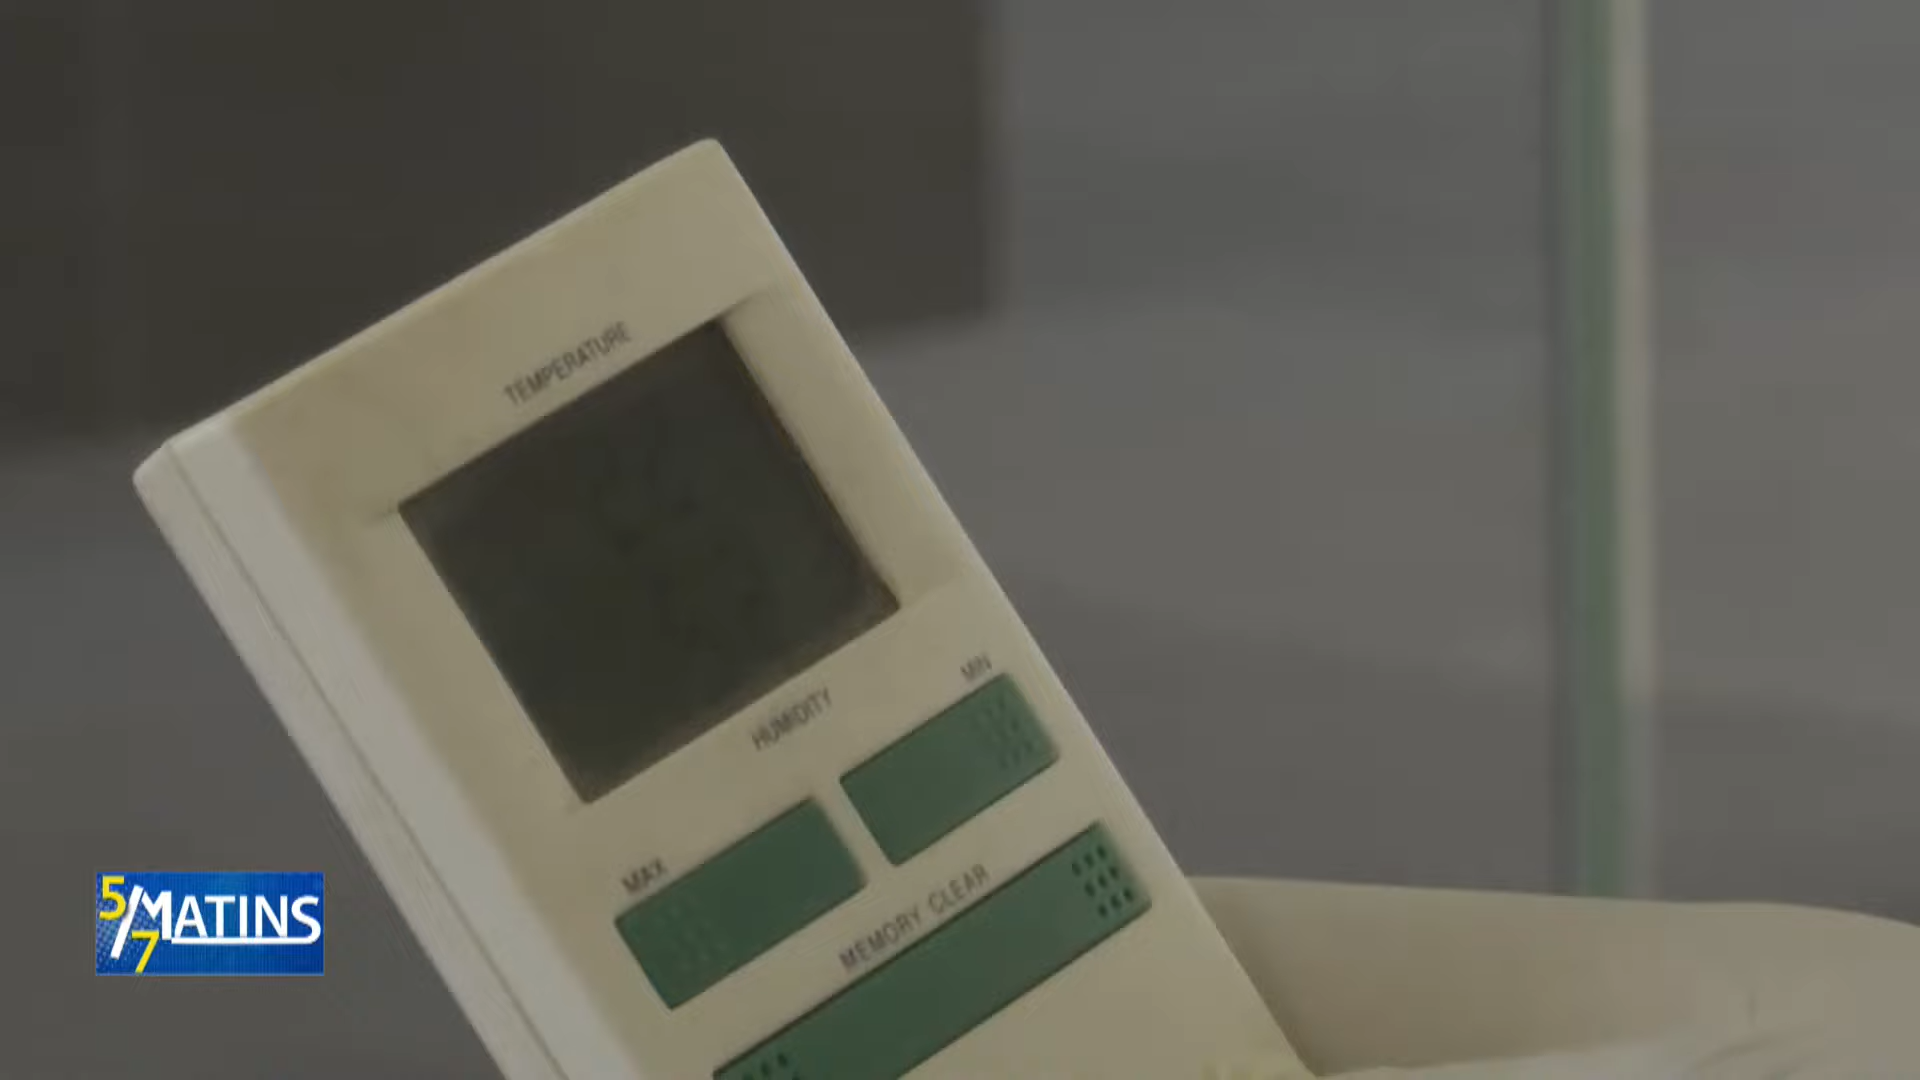 TEMPERATURE
HUMIDITY
MIN
MAX
MEMORY CLEAR
5/7 MATINS